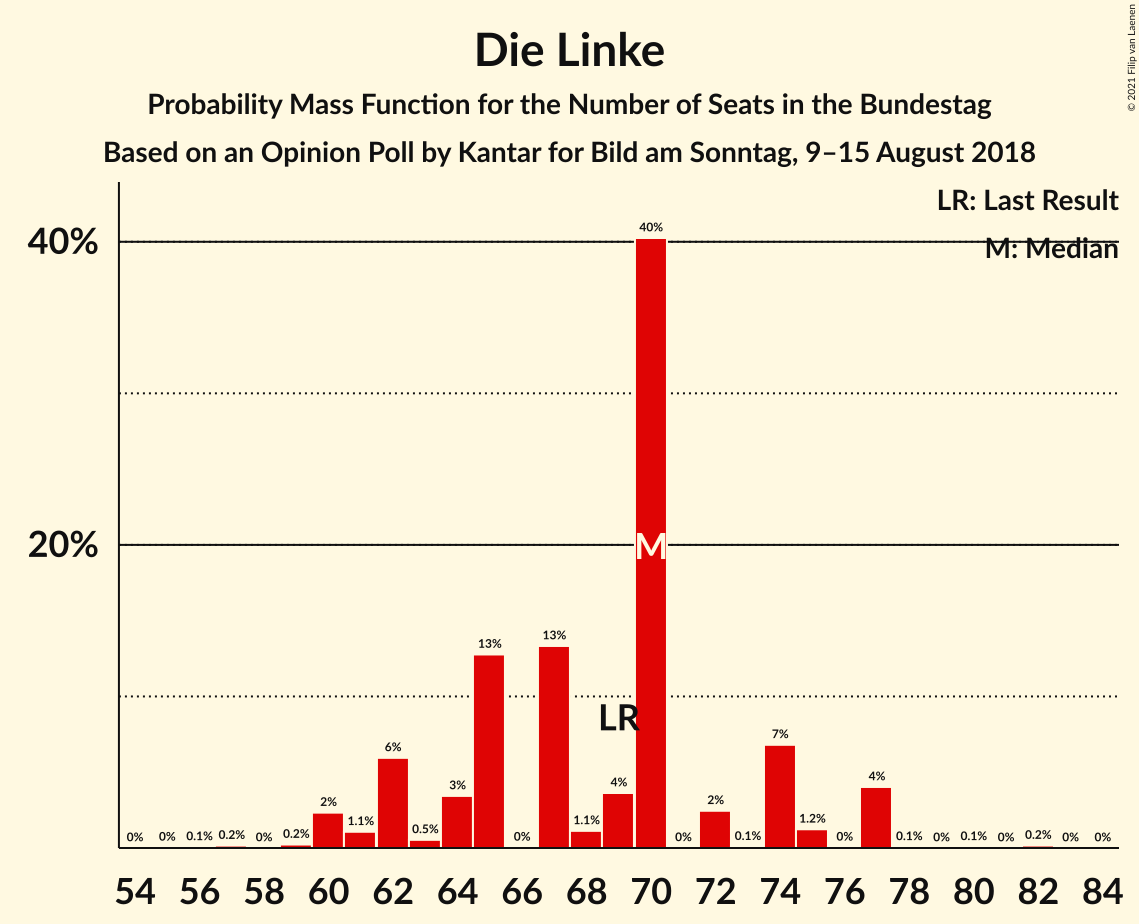 Die Linke
Probability Mass Function for the Number of Seats in the Bundestag
Based on an Opinion Poll by Kantar for Bild am Sonntag, 9–15 August 2018
© 2021 Filip van Laenen
LR: Last Result
M: Median
40%
20%
0% 0% 0.1% 0.2% 0% 0.2% 2% 1.1% 6% 0.5% 3% 13% 0% 13% 1.1% 4% 40% 0% 2% 0.1% 7% 1.2% 0% 4% 0.1% 0% 0.1% 0% 0.2% 0% 0%
M
LR
54 56 58 60 62 64 66 68 70 72 74 76 78 80 82 84